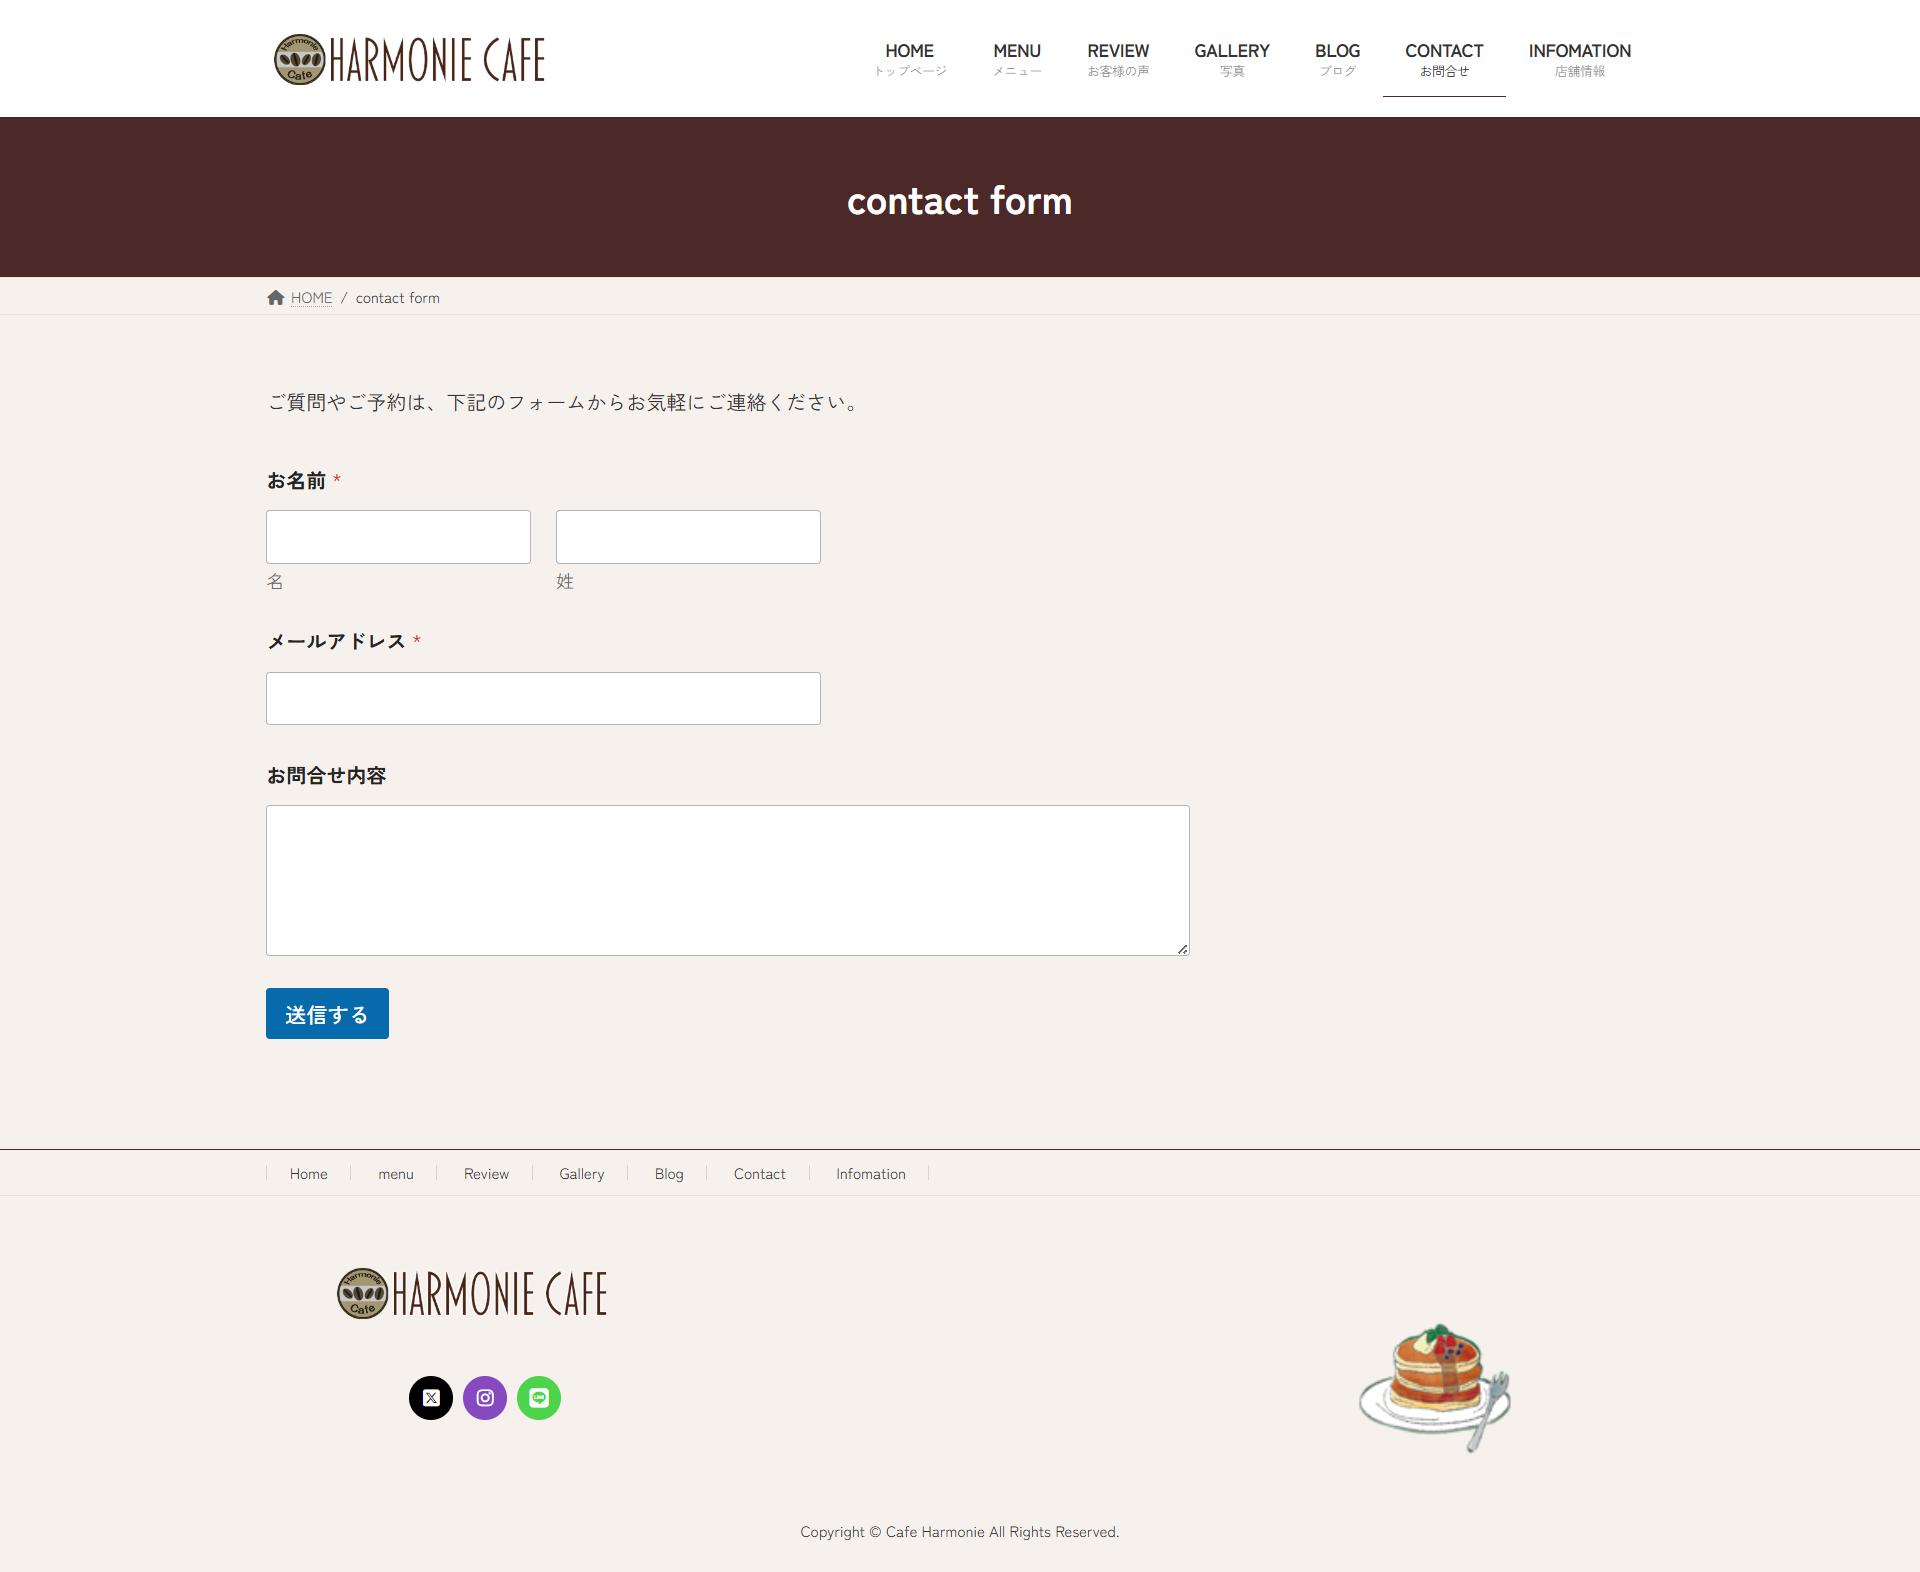 Harmonie Cafe HARMONIE CAFE
HOME MENU REVIEW GALLERY BLOG CONTACT INFOMATION
トップページ メニュー お客様の声 写真 ブログ お問合せ 店舗情報
contact form
HOME / contact form
ご質問やご予約は、下記のフォームからお気軽にご連絡ください。
お名前 *
名 姓
メールアドレス *
お問合せ内容
送信する
Home menu Review Gallery Blog Contact Infomation
Harmonie Cafe HARMONIE CAFE
X LINE
Copyright © Cafe Harmonie All Rights Reserved.